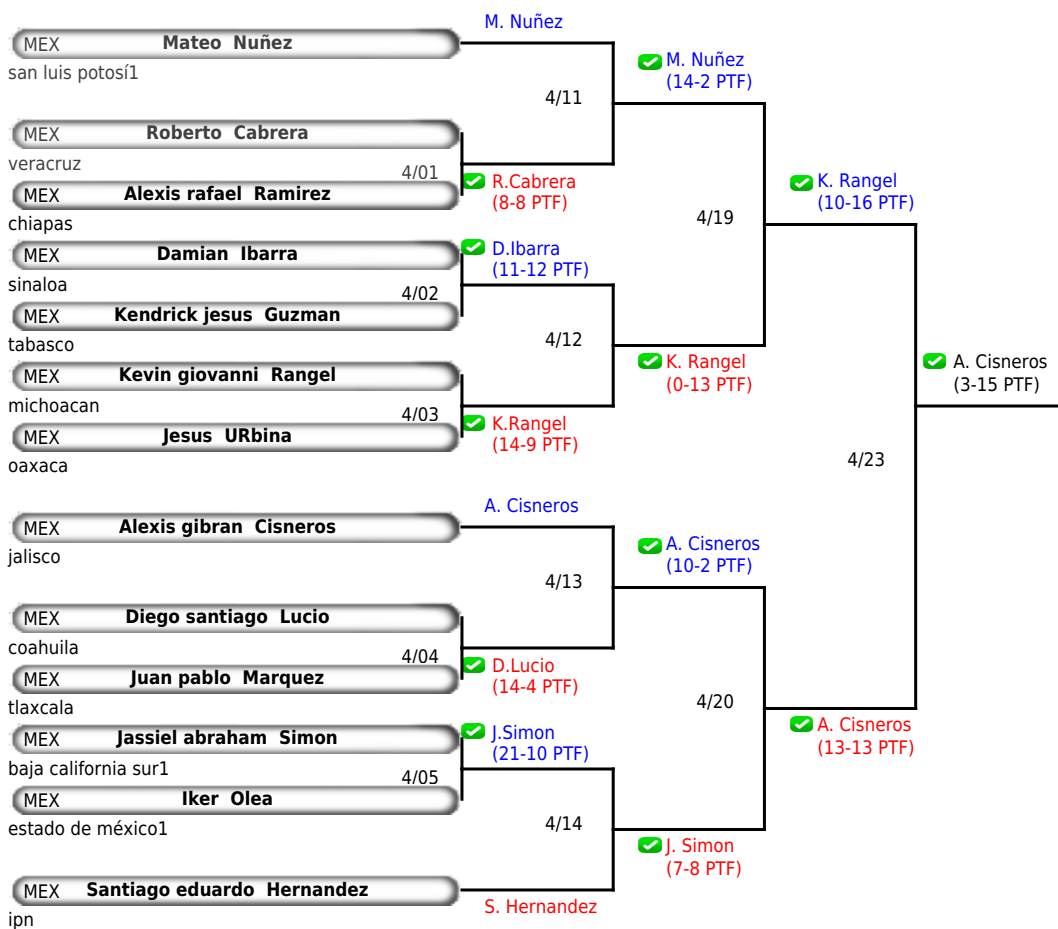 M. Nuñez
MEX Mateo Nuñez
san luis potosí1
M. Nuñez
(14-2 PTF)
4/11
MEX Roberto Cabrera
veracruz
4/01
MEX Alexis rafael Ramirez
chiapas
R.Cabrera
(8-8 PTF)
K. Rangel
(10-16 PTF)
4/19
MEX Damian Ibarra
sinaloa
D.Ibarra
(11-12 PTF)
4/02
MEX Kendrick jesus Guzman
tabasco
4/12
MEX Kevin giovanni Rangel
michoacan
K. Rangel
(0-13 PTF)
A. Cisneros
(3-15 PTF)
4/03
MEX Jesus URbina
oaxaca
K.Rangel
(14-9 PTF)
4/23
A. Cisneros
MEX Alexis gibran Cisneros
jalisco
A. Cisneros
(10-2 PTF)
4/13
MEX Diego santiago Lucio
coahuila
4/04
MEX Juan pablo Marquez
tlaxcala
D.Lucio
(14-4 PTF)
4/20
MEX Jassiel abraham Simon
baja california sur1
J.Simon
(21-10 PTF)
A. Cisneros
(13-13 PTF)
4/05
MEX Iker Olea
estado de méxico1
4/14
J. Simon
(7-8 PTF)
MEX Santiago eduardo Hernandez
ipn
S. Hernandez